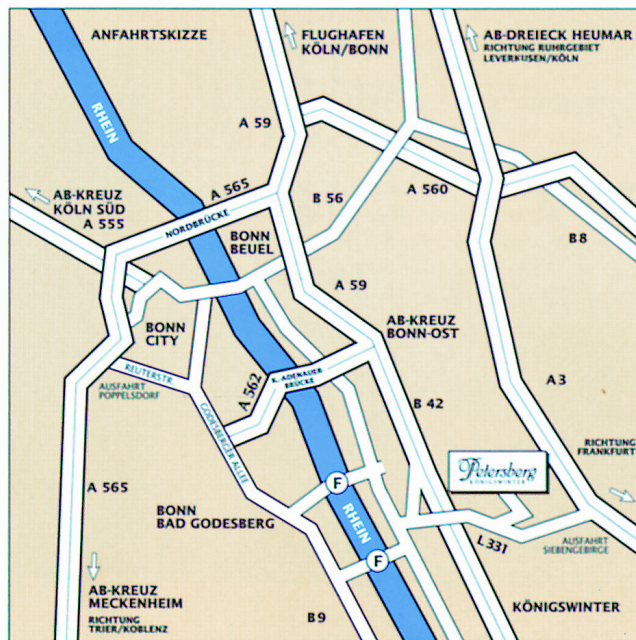 ANFAHRTSKIZZE
FLUGHAFEN
KÖLN/BONN
AB-DREIECK HEUMAR
RICHTUNG RUHRGEBIET
LEVERKUSEN/KÖLN
RHEIN
A 59
A 565
B 56
A 560
AB-KREUZ
KÖLN SÜD
A 555
NORDBRÜCKE
BONN
BEUEL
B 8
A 59
BONN
CITY
AB-KREUZ
BONN-OST
REUTERSTR.
AUSFAHRT
POPPELSDORF
A 562
K. ADENAUER-
BRÜCKE
B 42
A 3
GODESBERGER ALLEE
RICHTUNG
FRANKFURT
Petersberg
KÖNIGSWINTER
A 565
F
BONN
BAD GODESBERG
RHEIN
L 331
AUSFAHRT
SIEBENGEBIRGE
F
AB-KREUZ
MECKENHEIM
RICHTUNG
TRIER/KOBLENZ
B 9
KÖNIGSWINTER